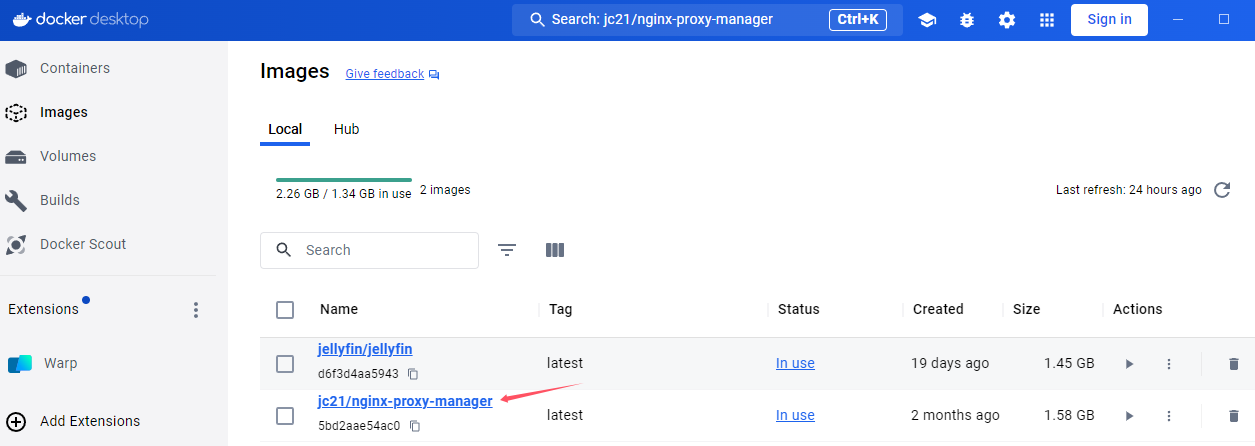 docker desktop
Search: jc21/nginx-proxy-manager Ctrl+K
Sign in
Containers
Images
Volumes
Builds
Docker Scout
Extensions
Warp
Add Extensions
Images Give feedback
Local Hub
2.26 GB / 1.34 GB in use 2 images
Last refresh: 24 hours ago
Search
Name Tag Status Created Size Actions
jellyfin/jellyfin
d6f3d4aa5943
latest In use 19 days ago 1.45 GB
jc21/nginx-proxy-manager
5bd2aae54ac0
latest In use 2 months ago 1.58 GB